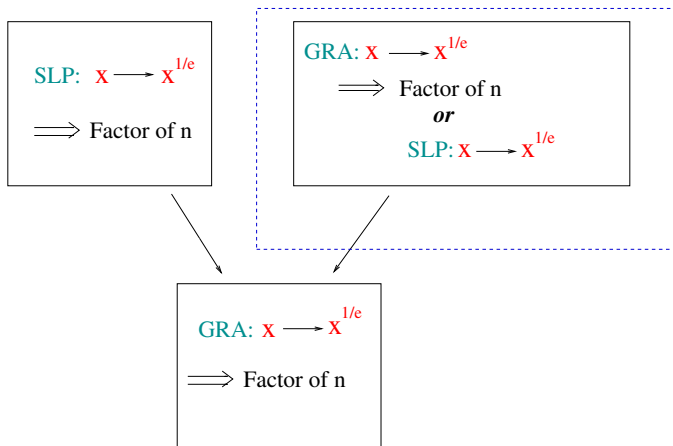 SLP: x → x^{1/e}
⟹ Factor of n
GRA: x → x^{1/e}
⟹ Factor of n
or
SLP: x → x^{1/e}
GRA: x → x^{1/e}
⟹ Factor of n